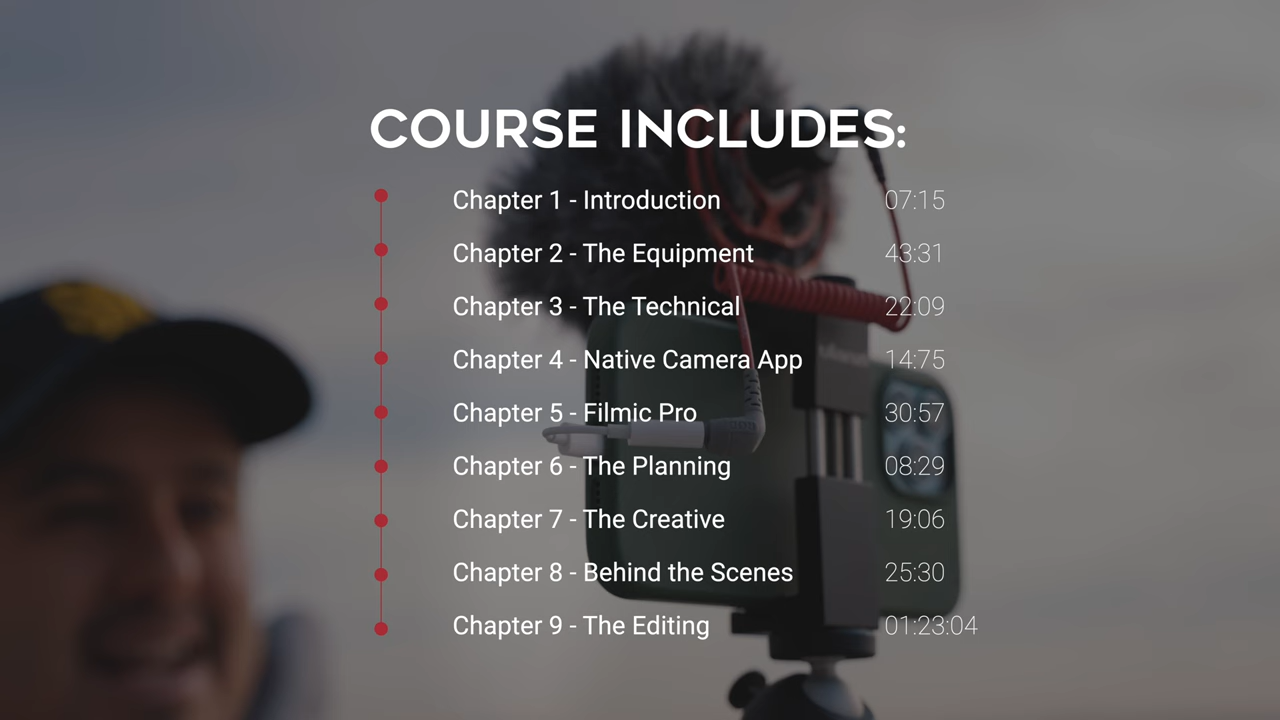 COURSE INCLUDES:
Chapter 1 - Introduction 07:15
Chapter 2 - The Equipment 43:31
Chapter 3 - The Technical 22:09
Chapter 4 - Native Camera App 14:75
Chapter 5 - Filmic Pro 30:57
Chapter 6 - The Planning 08:29
Chapter 7 - The Creative 19:06
Chapter 8 - Behind the Scenes 25:30
Chapter 9 - The Editing 01:23:04